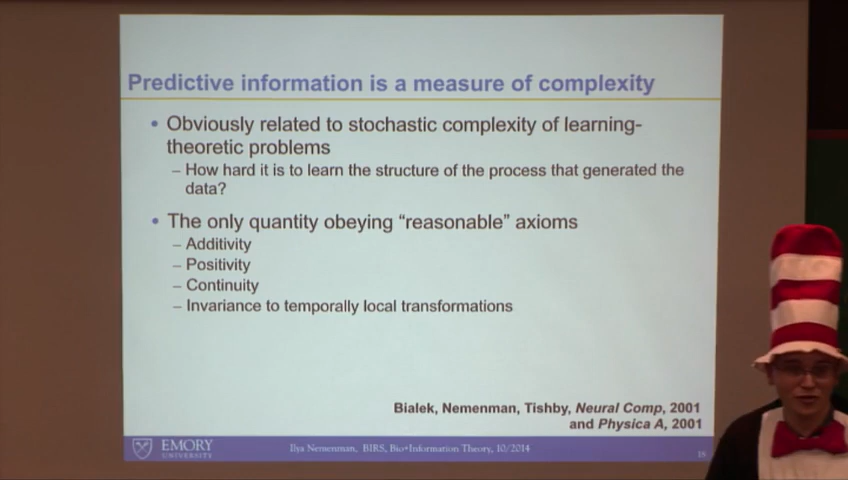 Predictive information is a measure of complexity
• Obviously related to stochastic complexity of learning-
theoretic problems
– How hard it is to learn the structure of the process that generated the
data?
• The only quantity obeying “reasonable” axioms
– Additivity
– Positivity
– Continuity
– Invariance to temporally local transformations
Bialek, Nemenman, Tishby, Neural Comp, 2001
and Physica A, 2001
EMORY
UNIVERSITY
Ilya Nemenman, BIRS, Bio+Information Theory, 10/2014